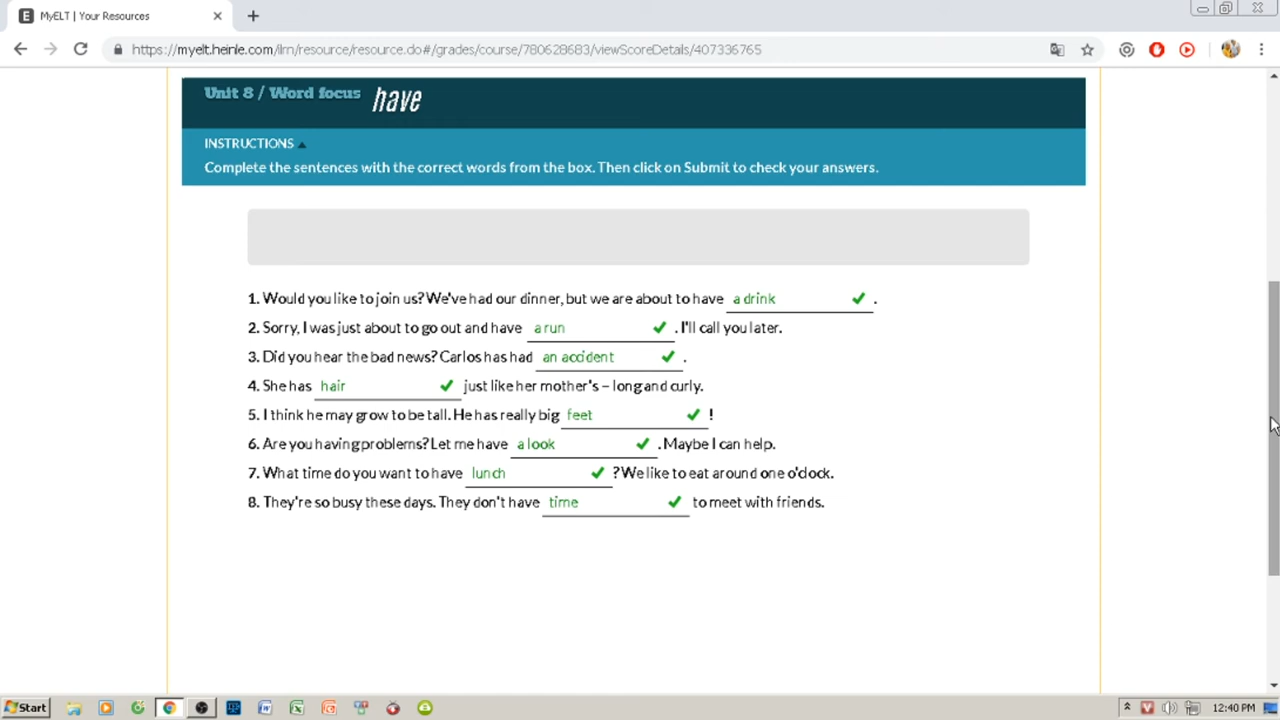 MyELT | Your Resources
https://myelt.heinle.com/ilrn/resource/resource.do#/grades/course/780628683/viewScoreDetails/407336765
Unit 8 / Word focus have
INSTRUCTIONS
Complete the sentences with the correct words from the box. Then click on Submit to check your answers.
1. Would you like to join us? We've had our dinner, but we are about to have a drink .
2. Sorry, I was just about to go out and have a run . I'll call you later.
3. Did you hear the bad news? Carlos has had an accident .
4. She has hair just like her mother's – long and curly.
5. I think he may grow to be tall. He has really big feet !
6. Are you having problems? Let me have a look . Maybe I can help.
7. What time do you want to have lunch ? We like to eat around one o'clock.
8. They're so busy these days. They don't have time to meet with friends.
Start
12:40 PM